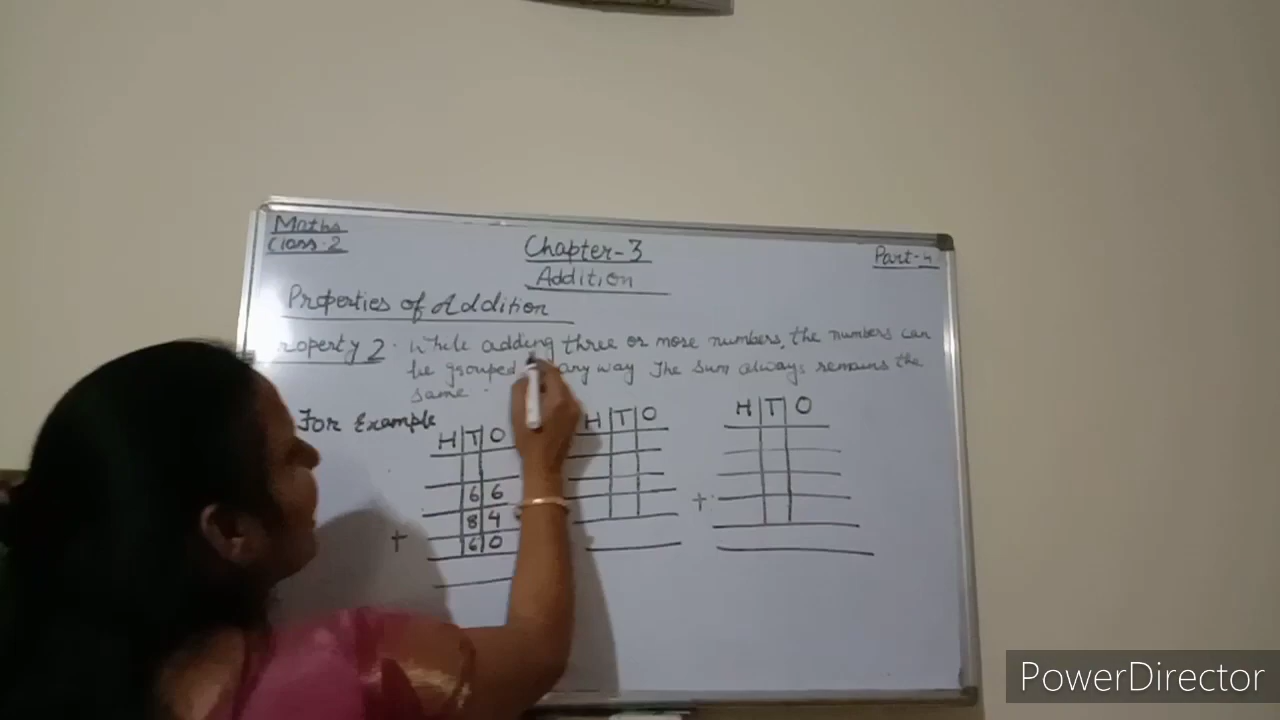 Maths
Class-2
Chapter-3
Part-4
Addition
Properties of Addition
roperty 2. While adding three or more numbers, the numbers can
be grouped any way The sum always remains the
same
For Example
H T O
H T O
H T O
6 6
8 4
+ 6 0
+
PowerDirector